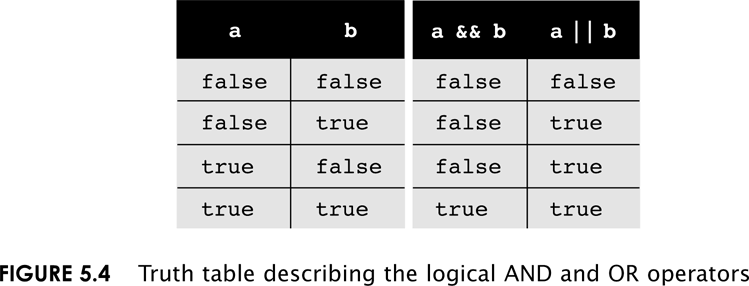 a b a && b a || b
false false false false
false true false true
true false false true
true true true true
FIGURE 5.4 Truth table describing the logical AND and OR operators